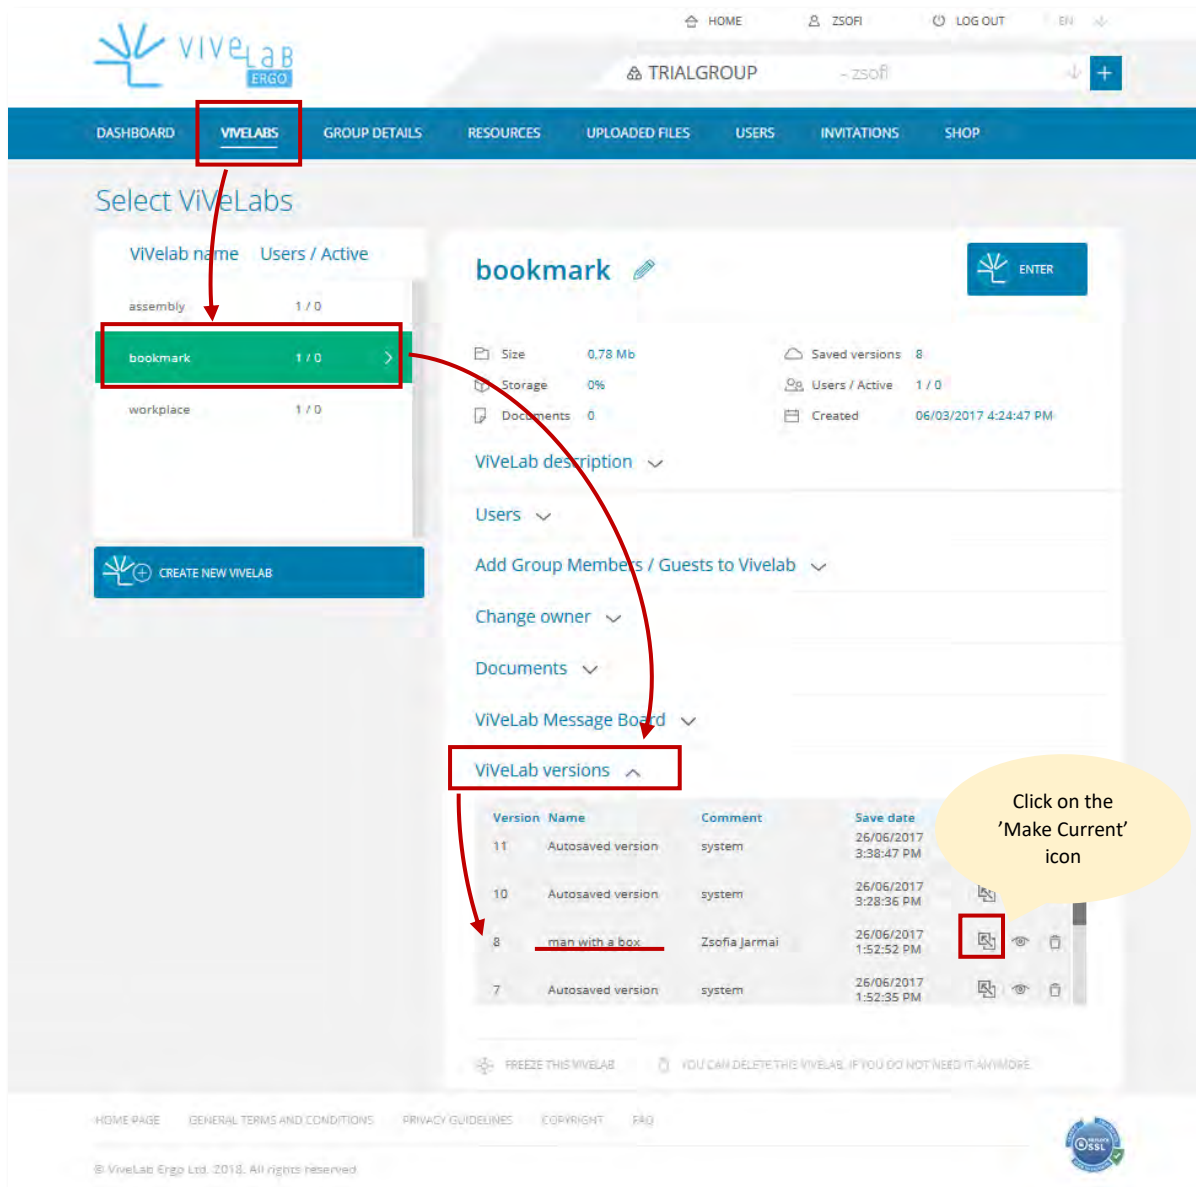 HOME ZSOFI LOG OUT EN
ViVeLab
ERGO
TRIALGROUP - zsofi
+
DASHBOARD VIVELABS GROUP DETAILS RESOURCES UPLOADED FILES USERS INVITATIONS SHOP
Select ViVeLabs
ViVelab name Users / Active
assembly 1 / 0
bookmark 1 / 0
workplace 1 / 0
CREATE NEW VIVELAB
bookmark
ENTER
Size 0,78 Mb Saved versions 8
Storage 0% Users / Active 1 / 0
Documents 0 Created 06/03/2017 4:24:47 PM
ViVeLab description
Users
Add Group Members / Guests to Vivelab
Change owner
Documents
ViVeLab Message Board
ViVeLab versions
Version Name Comment Save date
11 Autosaved version system 26/06/2017 3:38:47 PM
10 Autosaved version system 26/06/2017 3:28:36 PM
8 man with a box Zsofia Jarmai 26/06/2017 1:52:52 PM
7 Autosaved version system 26/06/2017 1:52:35 PM
Click on the
’Make Current’
icon
FREEZE THIS VIVELAB YOU CAN DELETE THIS VIVELAB, IF YOU DO NOT NEED IT ANYMORE.
HOME PAGE GENERAL TERMS AND CONDITIONS PRIVACY GUIDELINES COPYRIGHT FAQ
© ViveLab Ergo Ltd. 2018. All rights reserved.
SSL